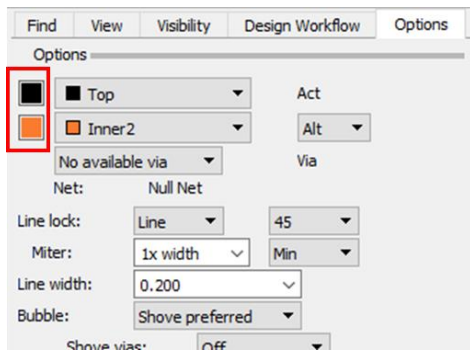 Find View Visibility Design Workflow Options
Options
Top Act
Inner2 Alt
No available via Via
Net: Null Net
Line lock: Line 45
Miter: 1x width Min
Line width: 0.200
Bubble: Shove preferred
Shove vias: Off